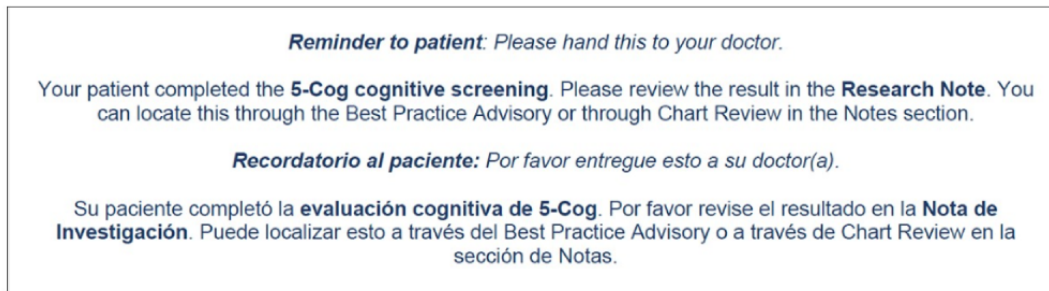 Reminder to patient: Please hand this to your doctor.
Your patient completed the 5-Cog cognitive screening. Please review the result in the Research Note. You
can locate this through the Best Practice Advisory or through Chart Review in the Notes section.
Recordatorio al paciente: Por favor entregue esto a su doctor(a).
Su paciente completó la evaluación cognitiva de 5-Cog. Por favor revise el resultado en la Nota de
Investigación. Puede localizar esto a través del Best Practice Advisory o a través de Chart Review en la
sección de Notas.